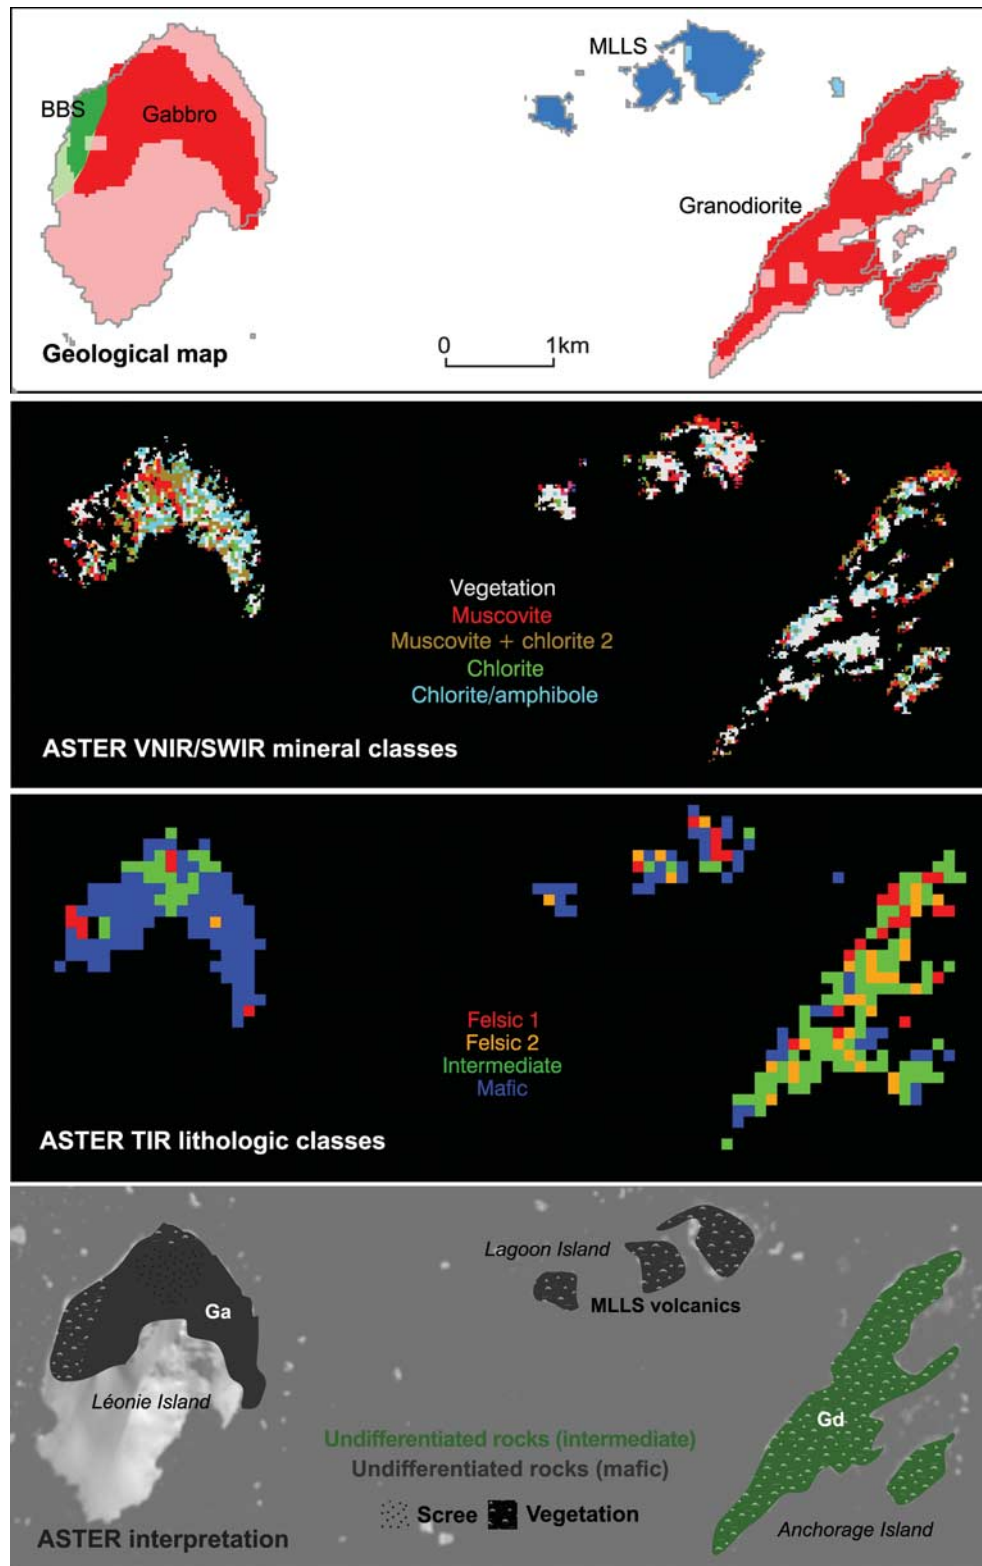 MLLS
BBS
Gabbro
Granodiorite
0 1km
Geological map
Vegetation
Muscovite
Muscovite + chlorite 2
Chlorite
Chlorite/amphibole
ASTER VNIR/SWIR mineral classes
Felsic 1
Felsic 2
Intermediate
Mafic
ASTER TIR lithologic classes
Lagoon Island
Ga
MLLS volcanics
Léonie Island
Gd
Undifferentiated rocks (intermediate)
Undifferentiated rocks (mafic)
Scree Vegetation
ASTER interpretation
Anchorage Island